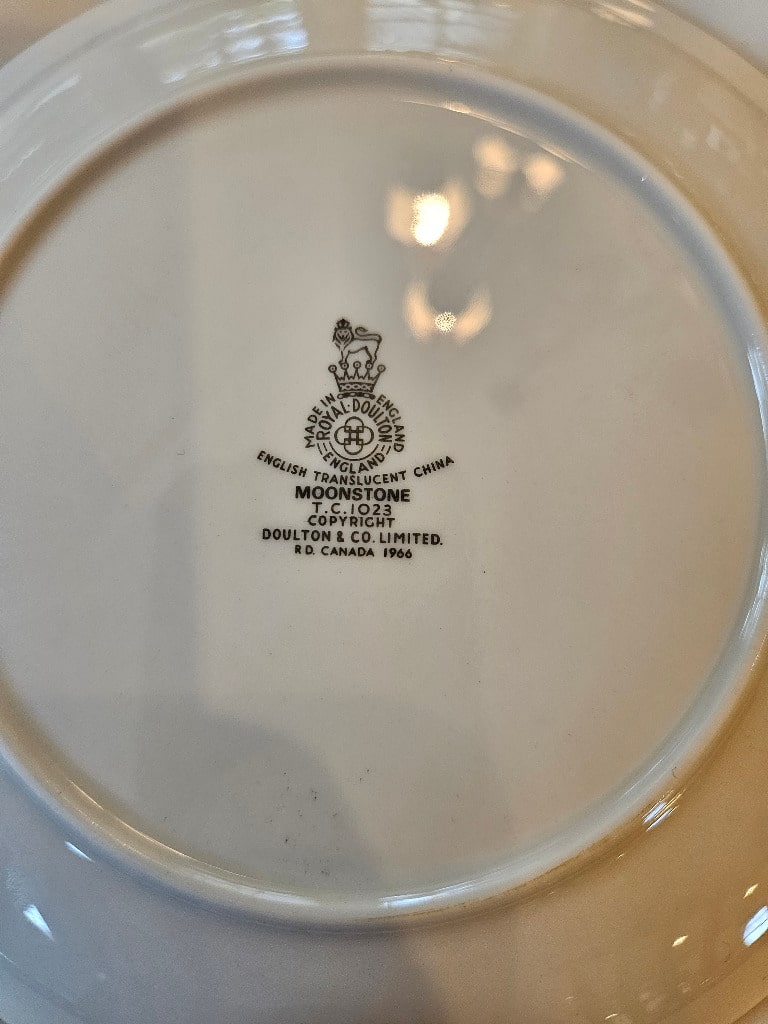 MADE IN ENGLAND
ROYAL·DOULTON
ENGLAND
ENGLISH TRANSLUCENT CHINA
MOONSTONE
T.C.1023
COPYRIGHT
DOULTON & CO. LIMITED.
RD. CANADA 1966